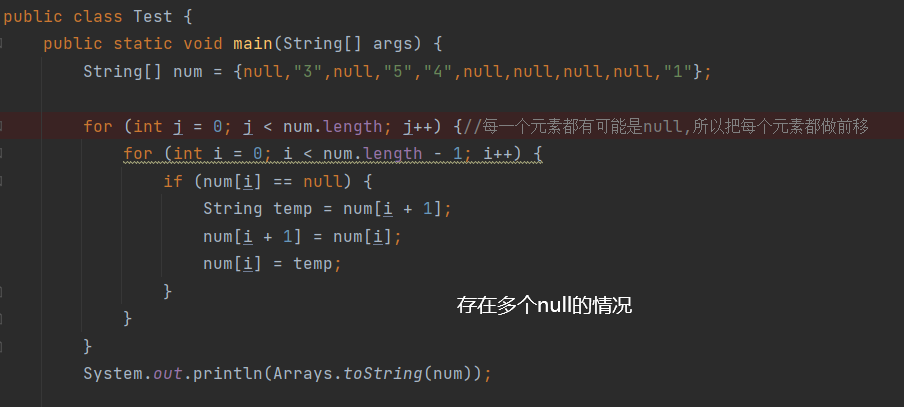 public class Test {
    public static void main(String[] args) {
        String[] num = {null,"3",null,"5","4",null,null,null,null,"1"};
        for (int j = 0; j < num.length; j++) {//每一个元素都有可能是null,所以把每个元素都做前移
            for (int i = 0; i < num.length - 1; i++) {
                if (num[i] == null) {
                    String temp = num[i + 1];
                    num[i + 1] = num[i];
                    num[i] = temp;
                }
存在多个null的情况
            }
        }
        System.out.println(Arrays.toString(num));